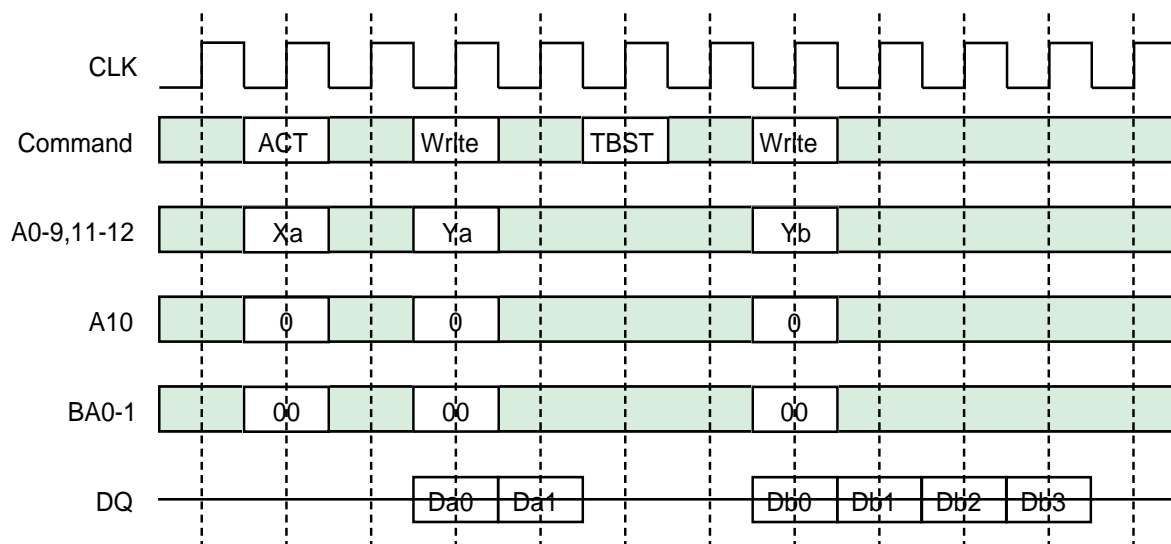 CLK
Command ACT Write TBST Write
A0-9,11-12 Xa Ya Yb
A10 0 0 0
BA0-1 00 00 00
DQ Da0 Da1 Db0 Db1 Db2 Db3